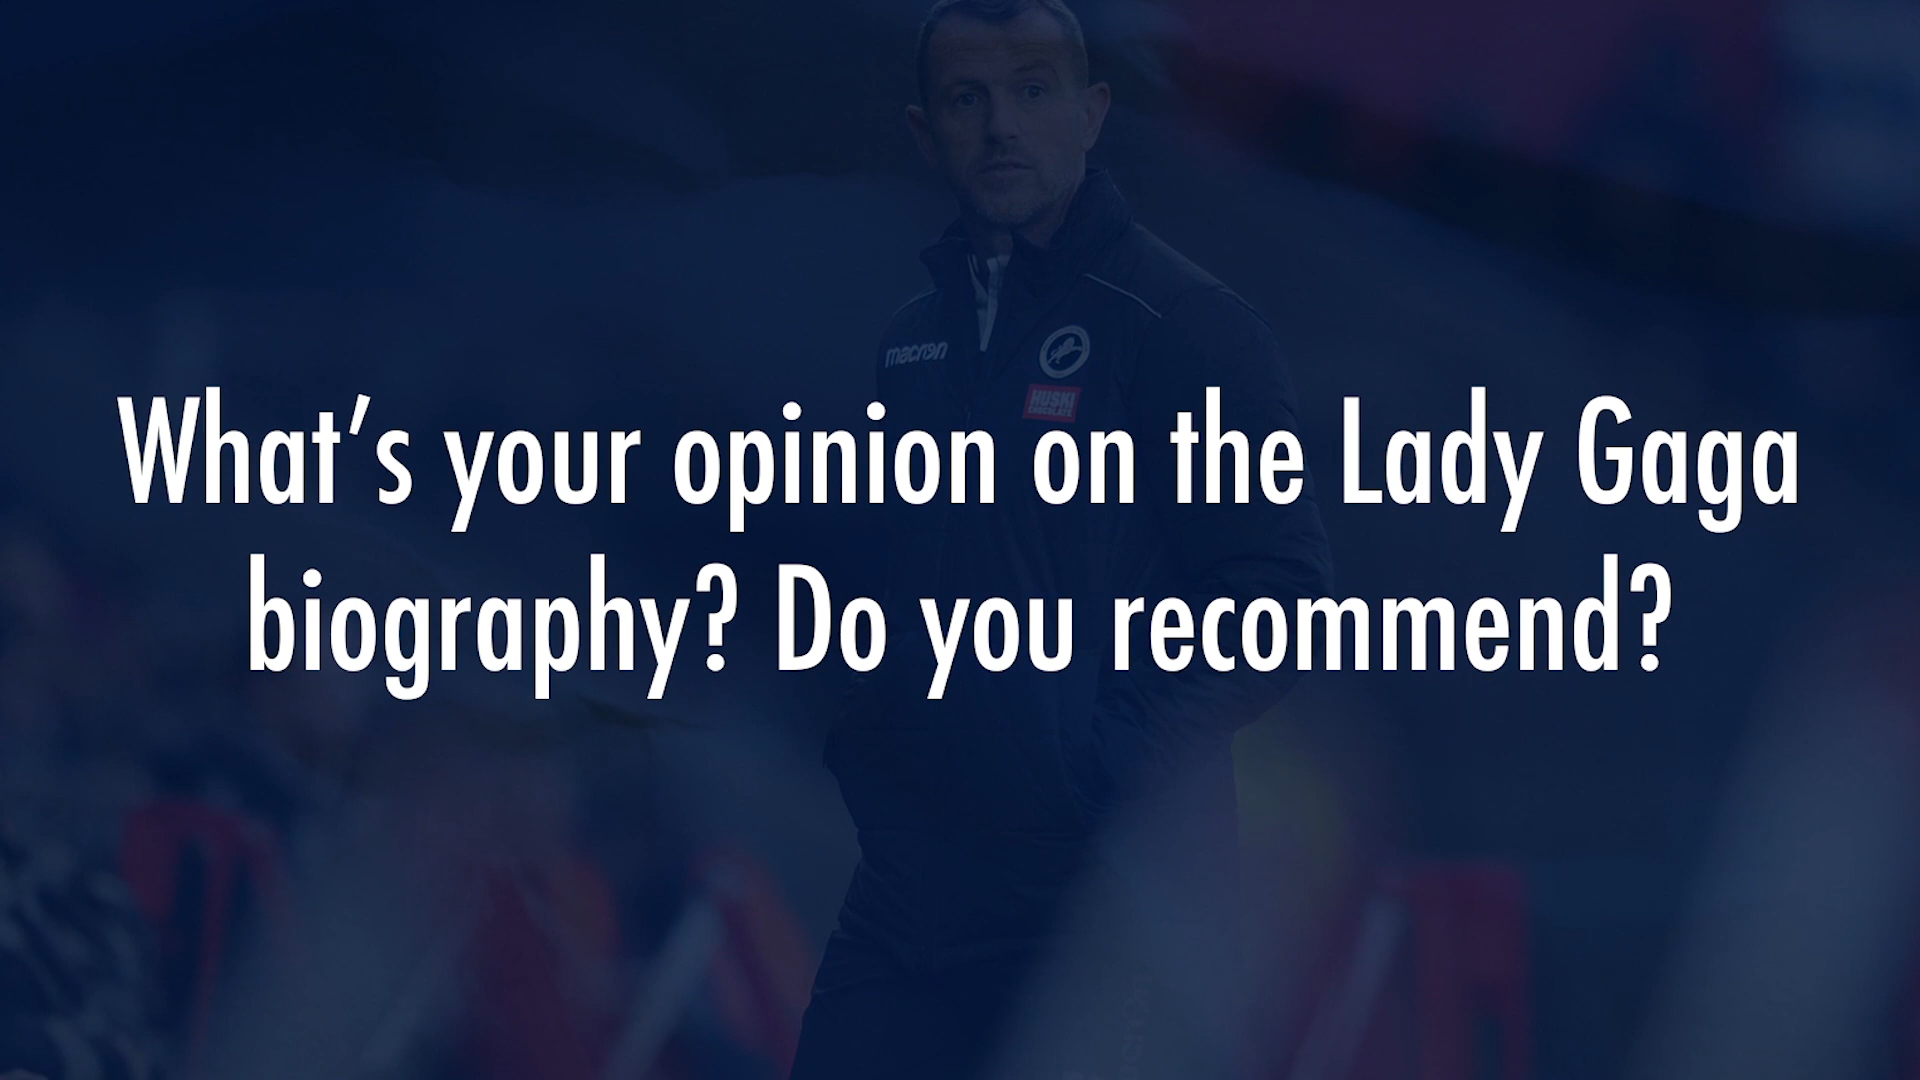 macron
HUSKI
CHOCOLATE
What’s your opinion on the Lady Gaga
biography? Do you recommend?